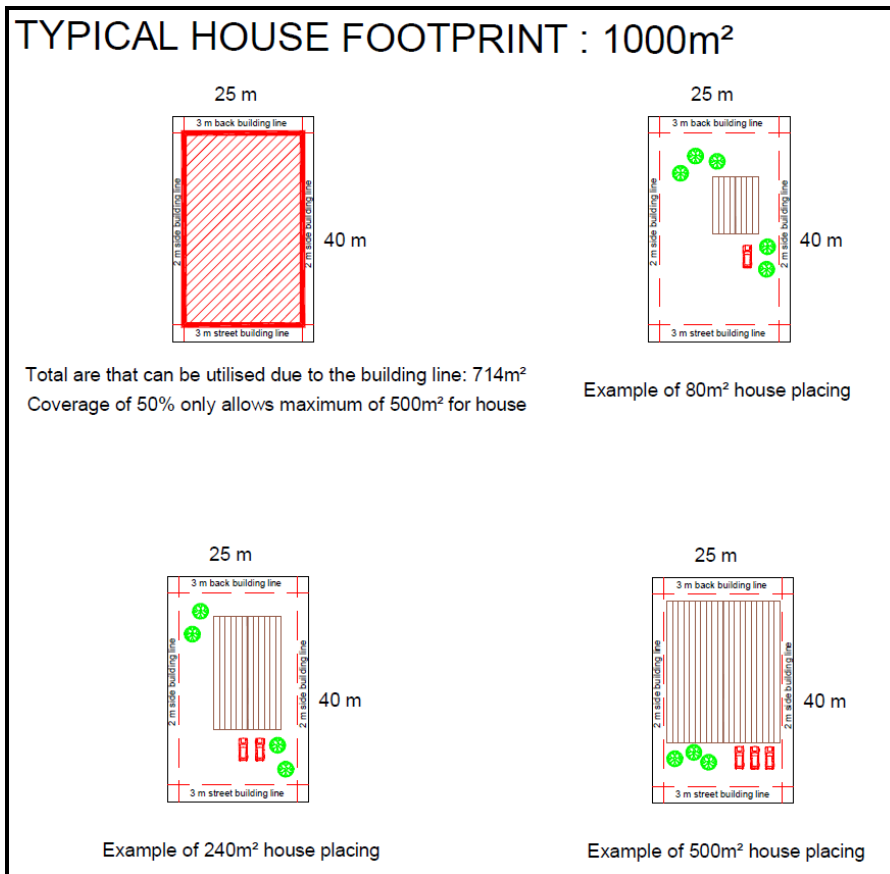 TYPICAL HOUSE FOOTPRINT : 1000m²
25 m
3 m back building line
2 m side building line
2 m side building line
40 m
3 m street building line
Total are that can be utilised due to the building line: 714m²
Coverage of 50% only allows maximum of 500m² for house
25 m
3 m back building line
2 m side building line
2 m side building line
40 m
3 m street building line
Example of 80m² house placing
25 m
3 m back building line
2 m side building line
2 m side building line
40 m
3 m street building line
Example of 240m² house placing
25 m
3 m back building line
2 m side building line
2 m side building line
40 m
3 m street building line
Example of 500m² house placing